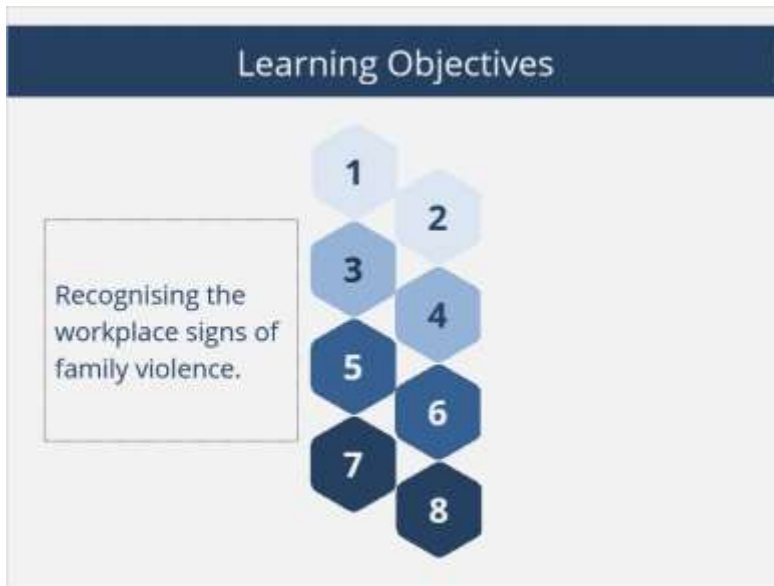 Learning Objectives
1
2
3
4
5
6
7
8
Recognising the
workplace signs of
family violence.